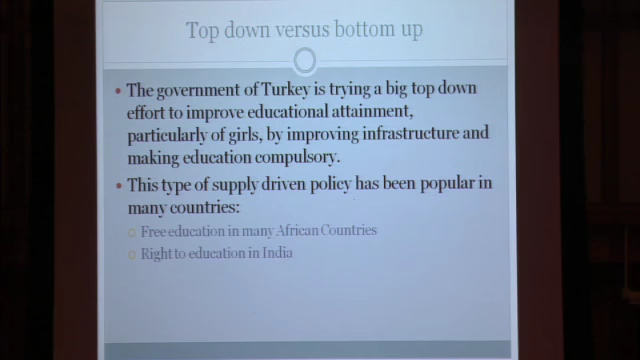 Top down versus bottom up
• The government of Turkey is trying a big top down
effort to improve educational attainment,
particularly of girls, by improving infrastructure and
making education compulsory.
• This type of supply driven policy has been popular in
many countries:
○ Free education in many African Countries
○ Right to education in India